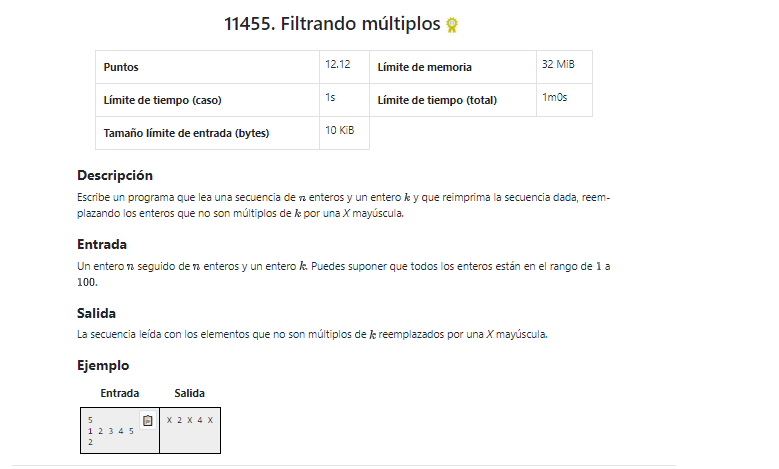 11455. Filtrando múltiplos
Puntos 12.12 Límite de memoria 32 MiB
Límite de tiempo (caso) 1s Límite de tiempo (total) 1m0s
Tamaño límite de entrada (bytes) 10 KiB
Descripción
Escribe un programa que lea una secuencia de n enteros y un entero k y que reimprima la secuencia dada, reem-
plazando los enteros que no son múltiplos de k por una X mayúscula.
Entrada
Un entero n seguido de n enteros y un entero k. Puedes suponer que todos los enteros están en el rango de 1 a
100.
Salida
La secuencia leída con los elementos que no son múltiplos de k reemplazados por una X mayúscula.
Ejemplo
Entrada Salida
5 X 2 X 4 X
1 2 3 4 5
2